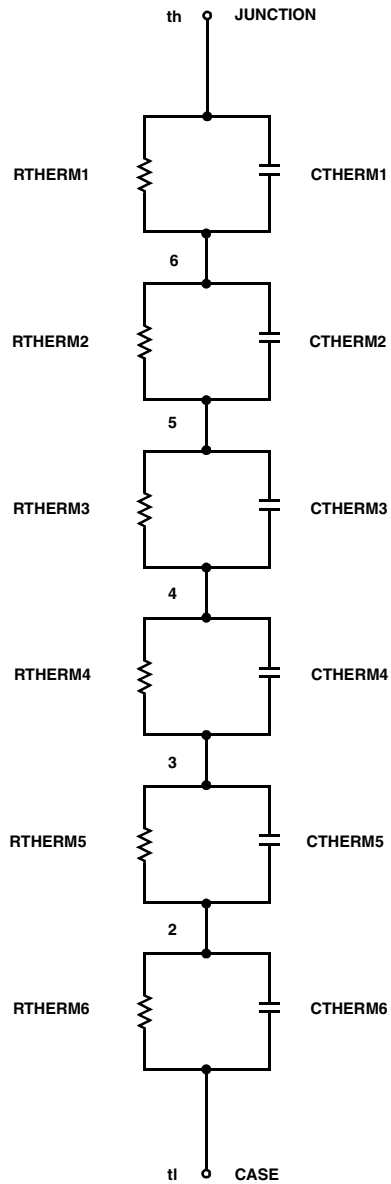 th JUNCTION
RTHERM1 CTHERM1
6
RTHERM2 CTHERM2
5
RTHERM3 CTHERM3
4
RTHERM4 CTHERM4
3
RTHERM5 CTHERM5
2
RTHERM6 CTHERM6
tl CASE